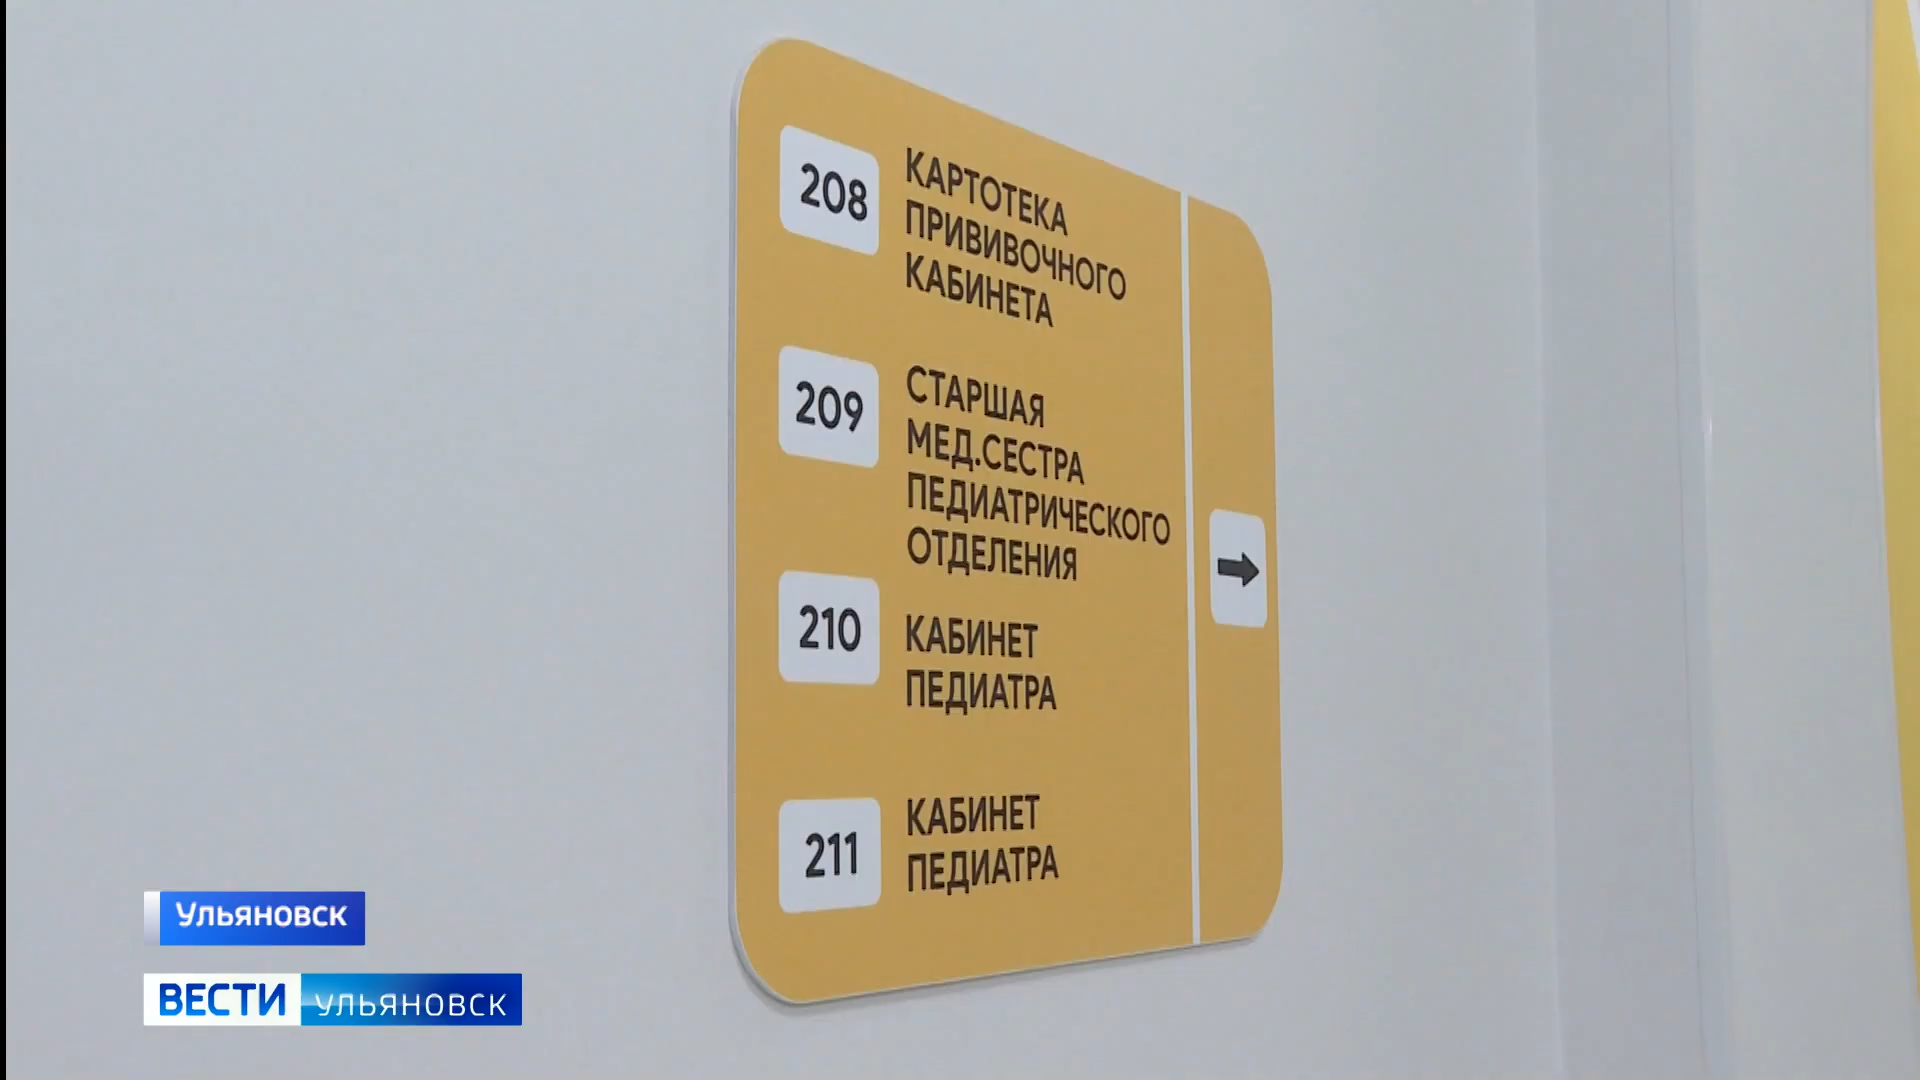 208
КАРТОТЕКА
ПРИВИВОЧНОГО
КАБИНЕТА
209
СТАРШАЯ
МЕД.СЕСТРА
ПЕДИАТРИЧЕСКОГО
ОТДЕЛЕНИЯ
210
КАБИНЕТ
ПЕДИАТРА
211
КАБИНЕТ
ПЕДИАТРА
Ульяновск
ВЕСТИ УЛЬЯНОВСК